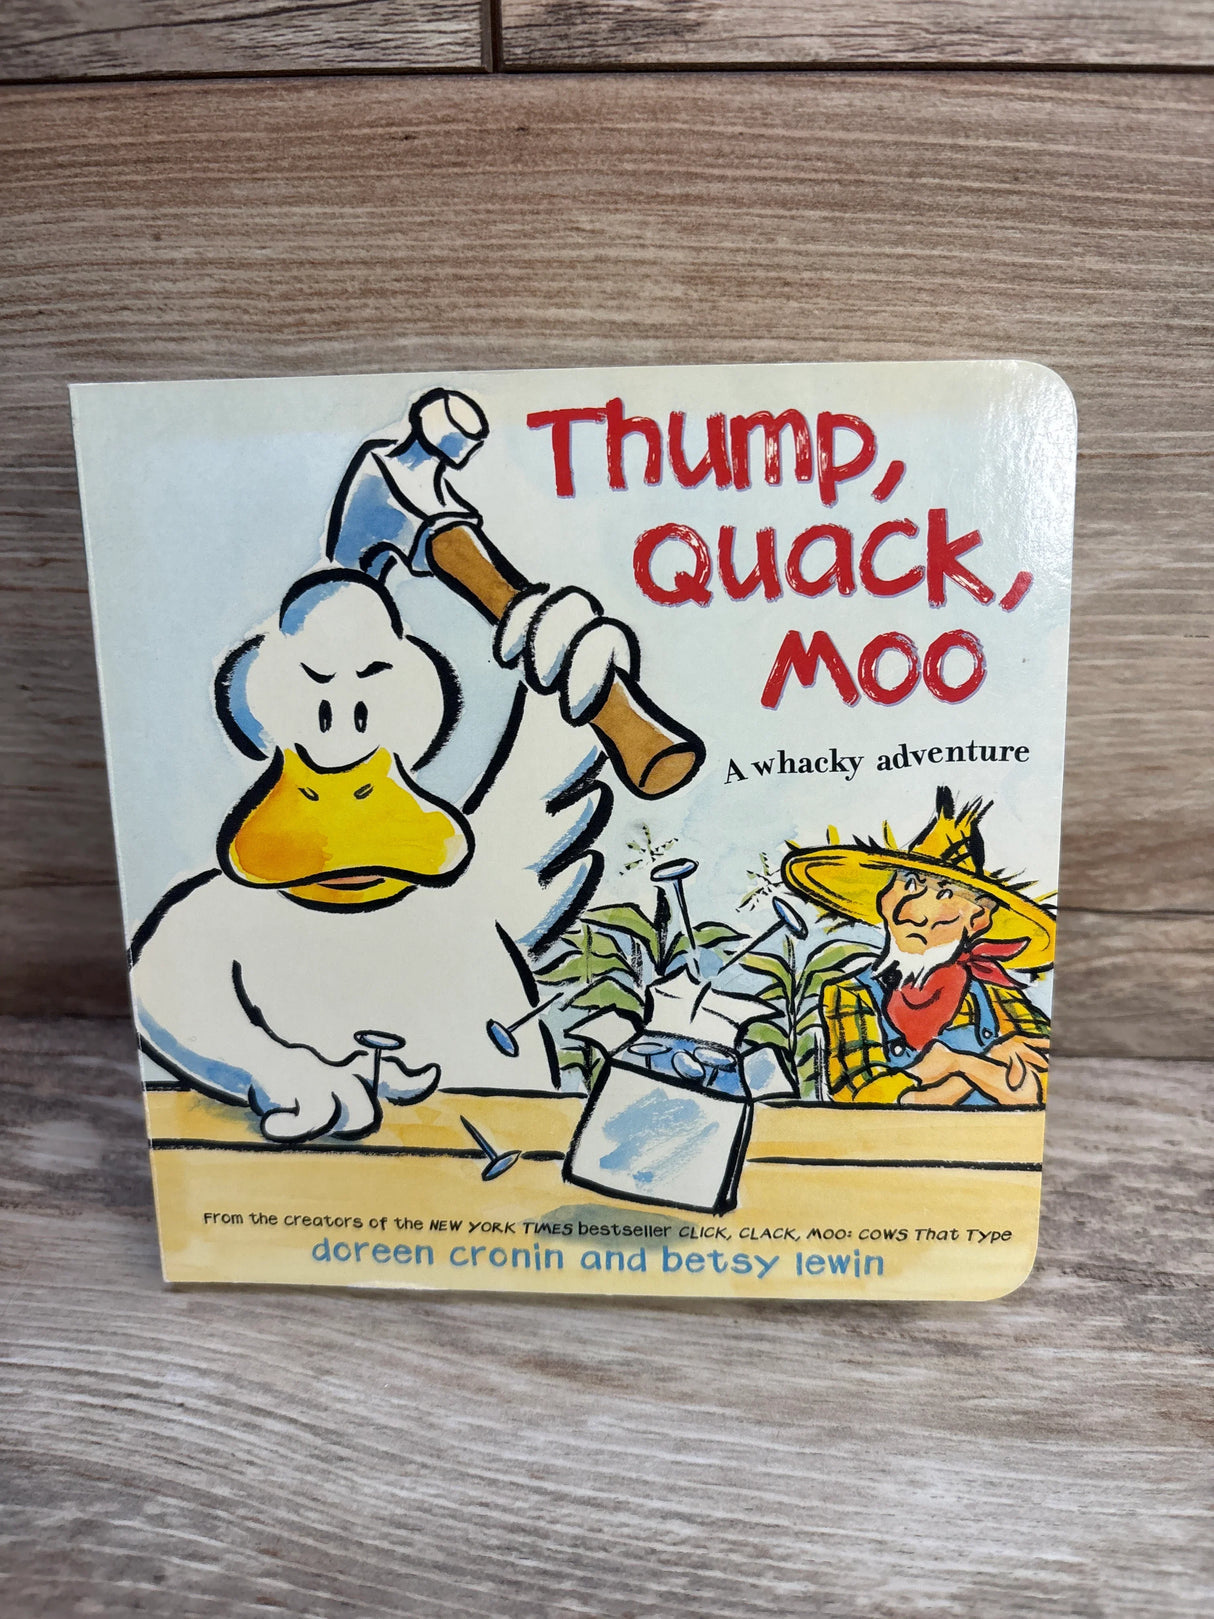 Thump,
Quack,
Moo
A whacky adventure
From the creators of the NEW YORK TIMES bestseller CLICK, CLACK, MOO: COWS That Type
doreen cronin and betsy lewin